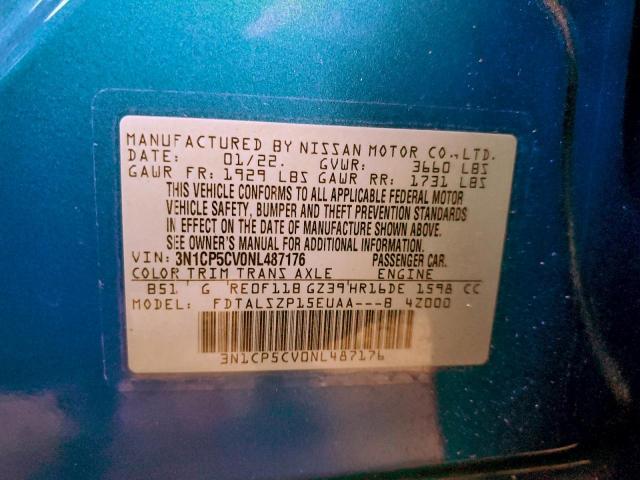 MANUFACTURED BY NISSAN MOTOR CO., LTD.
DATE: 01/22. GVWR: 3660 LBS
GAWR FR: 1929 LBS GAWR RR: 1731 LBS
THIS VEHICLE CONFORMS TO ALL APPLICABLE FEDERAL MOTOR
VEHICLE SAFETY, BUMPER AND THEFT PREVENTION STANDARDS
IN EFFECT ON THE DATE OF MANUFACTURE SHOWN ABOVE.
SEE OWNER'S MANUAL FOR ADDITIONAL INFORMATION.
VIN: 3N1CP5CV0NL487176 PASSENGER CAR.
COLOR TRIM TRANS AXLE ENGINE
B51 G RE0F11B GZ39 HR16DE 1598 CC
MODEL: FDTALSZP15EUAA---B 4Z000
3N1CP5CV0NL487176